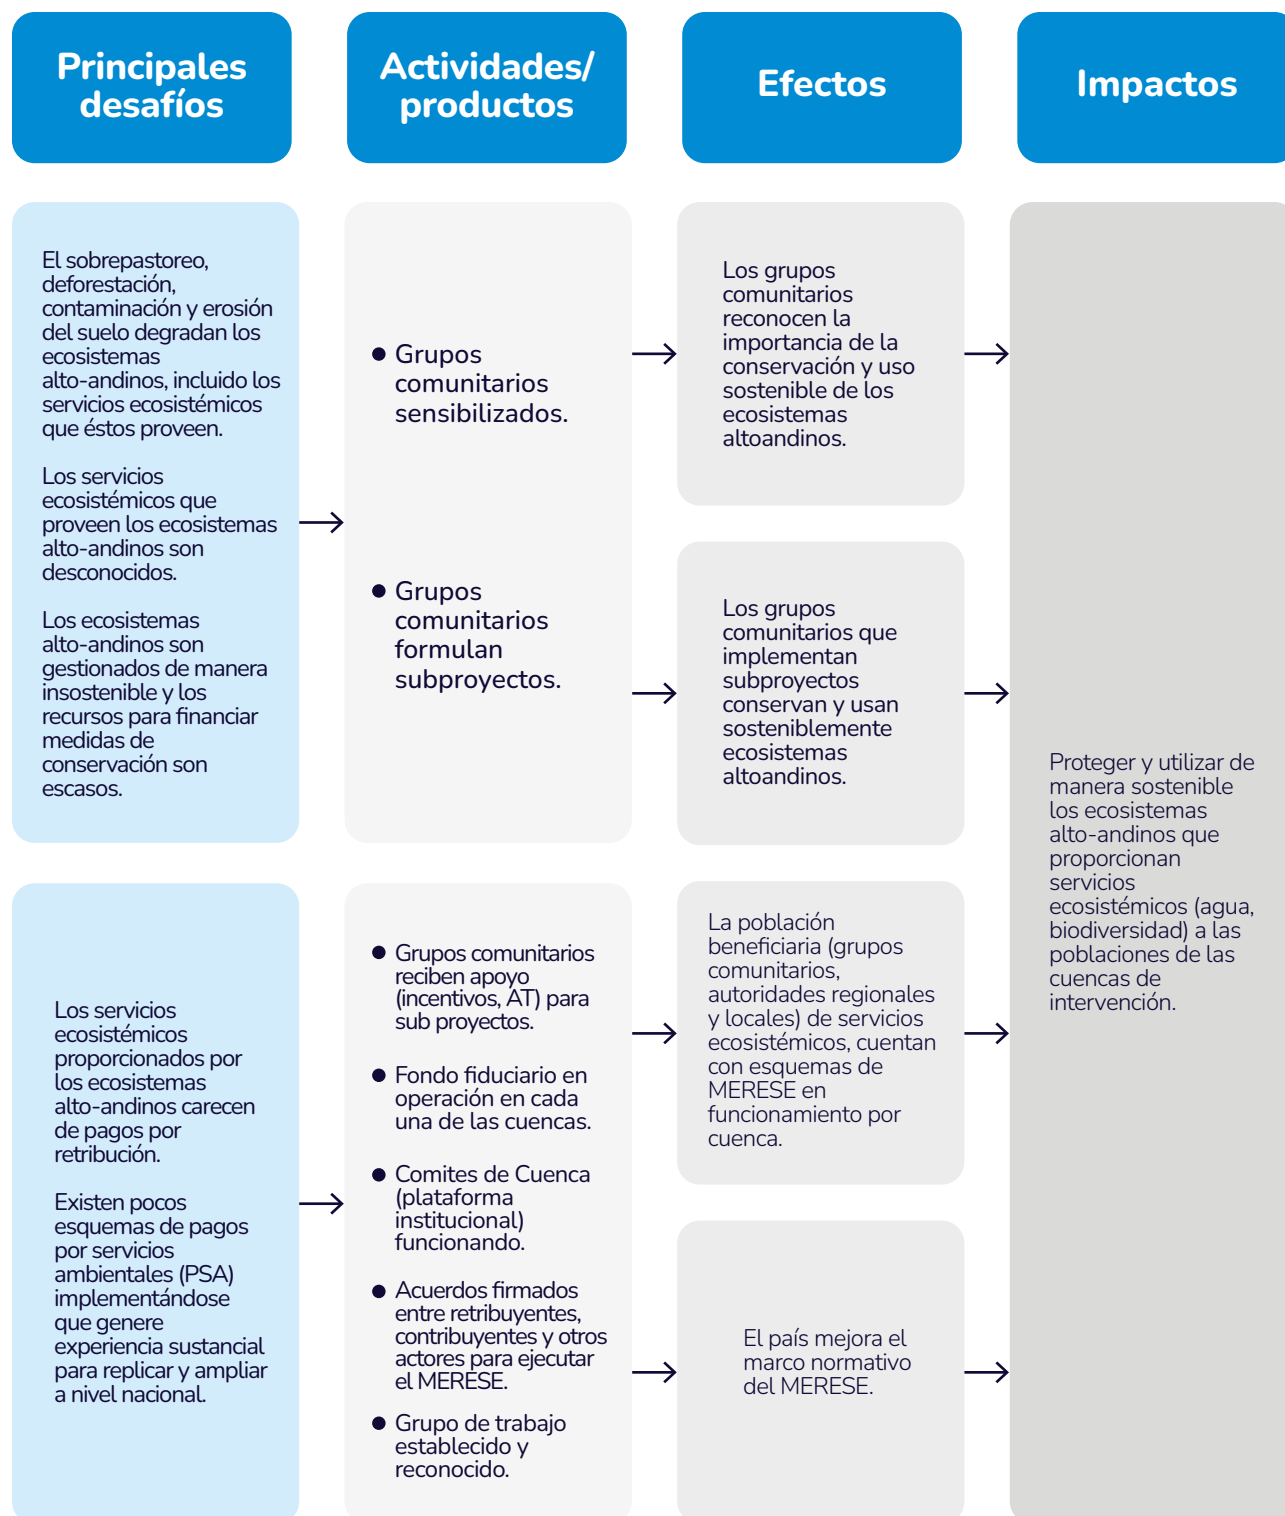 Principales
desafíos
Actividades/
productos
Efectos
Impactos
El sobrepastoreo,
deforestación,
contaminación y erosión
del suelo degradan los
ecosistemas
alto-andinos, incluido los
servicios ecosistémicos
que éstos proveen.
Los servicios
ecosistémicos que
proveen los ecosistemas
alto-andinos son
desconocidos.
Los ecosistemas
alto-andinos son
gestionados de manera
insostenible y los
recursos para financiar
medidas de
conservación son
escasos.
● Grupos
comunitarios
sensibilizados.
● Grupos
comunitarios
formulan
subproyectos.
Los grupos
comunitarios
reconocen la
importancia de la
conservación y uso
sostenible de los
ecosistemas
altoandinos.
Los grupos
comunitarios que
implementan
subproyectos
conservan y usan
sosteniblemente
ecosistemas
altoandinos.
Los servicios
ecosistémicos
proporcionados por
los ecosistemas
alto-andinos carecen
de pagos por
retribución.
Existen pocos
esquemas de pagos
por servicios
ambientales (PSA)
implementándose
que genere
experiencia sustancial
para replicar y ampliar
a nivel nacional.
● Grupos comunitarios
reciben apoyo
(incentivos, AT) para
sub proyectos.
● Fondo fiduciario en
operación en cada
una de las cuencas.
● Comites de Cuenca
(plataforma
institucional)
funcionando.
● Acuerdos firmados
entre retribuyentes,
contribuyentes y otros
actores para ejecutar
el MERESE.
● Grupo de trabajo
establecido y
reconocido.
La población
beneficiaria (grupos
comunitarios,
autoridades regionales
y locales) de servicios
ecosistémicos, cuentan
con esquemas de
MERESE en
funcionamiento por
cuenca.
El país mejora el
marco normativo
del MERESE.
Proteger y utilizar de
manera sostenible
los ecosistemas
alto-andinos que
proporcionan
servicios
ecosistémicos (agua,
biodiversidad) a las
poblaciones de las
cuencas de
intervención.